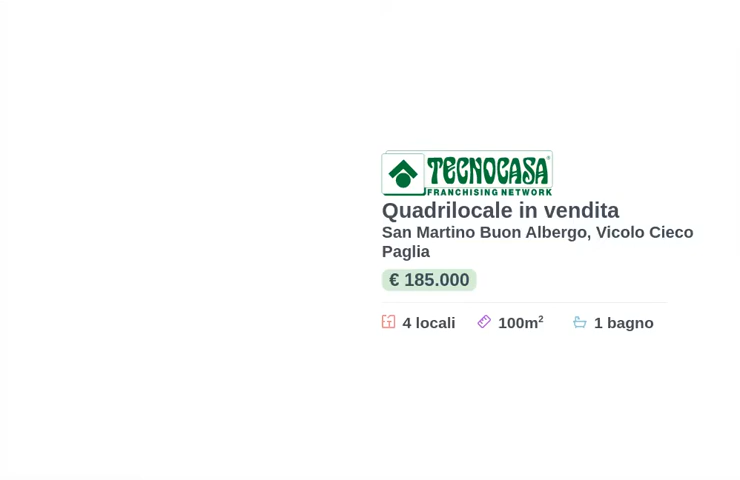 TECNOCASA®
FRANCHISING NETWORK
Quadrilocale in vendita
San Martino Buon Albergo, Vicolo Cieco
Paglia
€ 185.000
4 locali 100m² 1 bagno